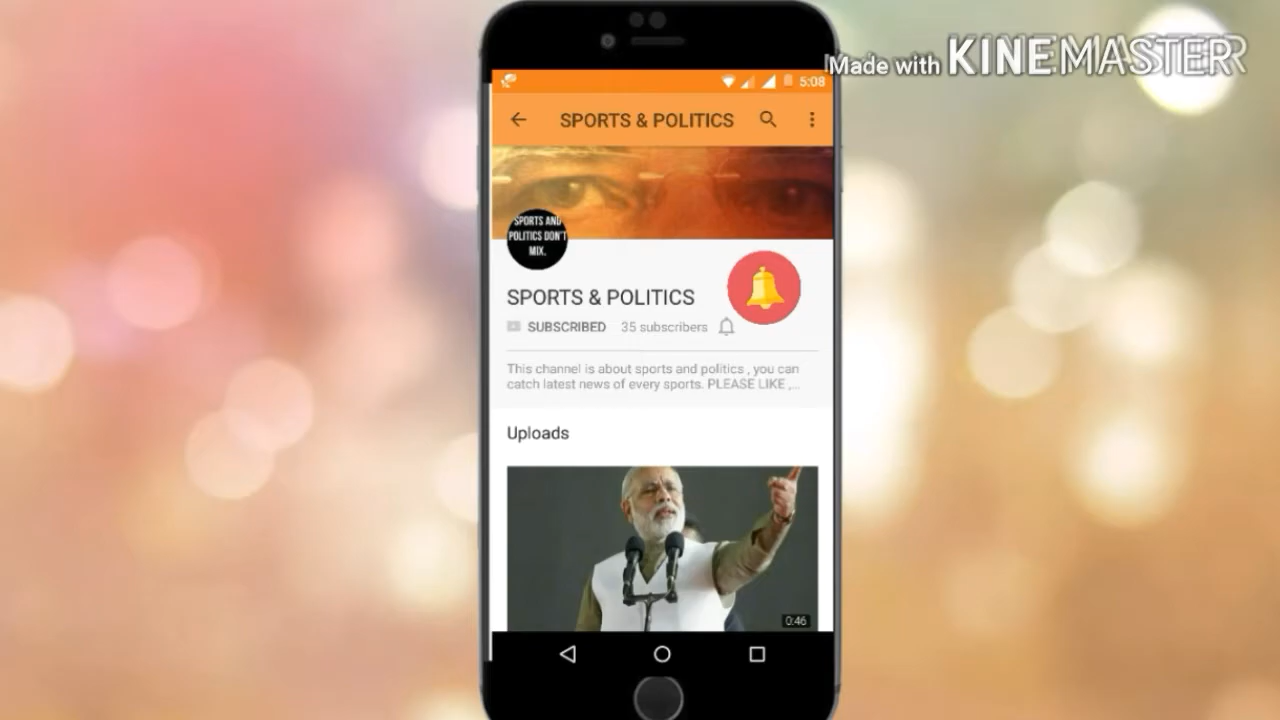 Made with KINEMASTER
5:08
SPORTS & POLITICS
SPORTS AND
POLITICS DON'T
MIX.
SPORTS & POLITICS
SUBSCRIBED 35 subscribers
This channel is about sports and politics , you can
catch latest news of every sports. PLEASE LIKE ,...
Uploads
0:46